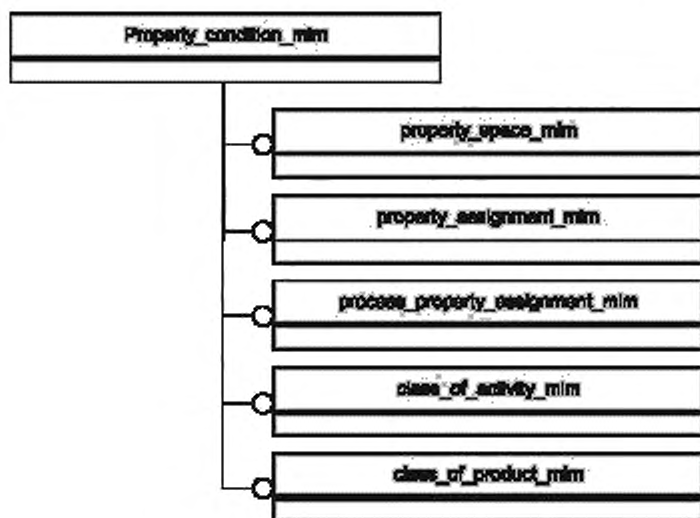 Property_condition_mim
property_space_mim
property_assignment_mim
process_property_assignment_mim
class_of_activity_mim
class_of_product_mim